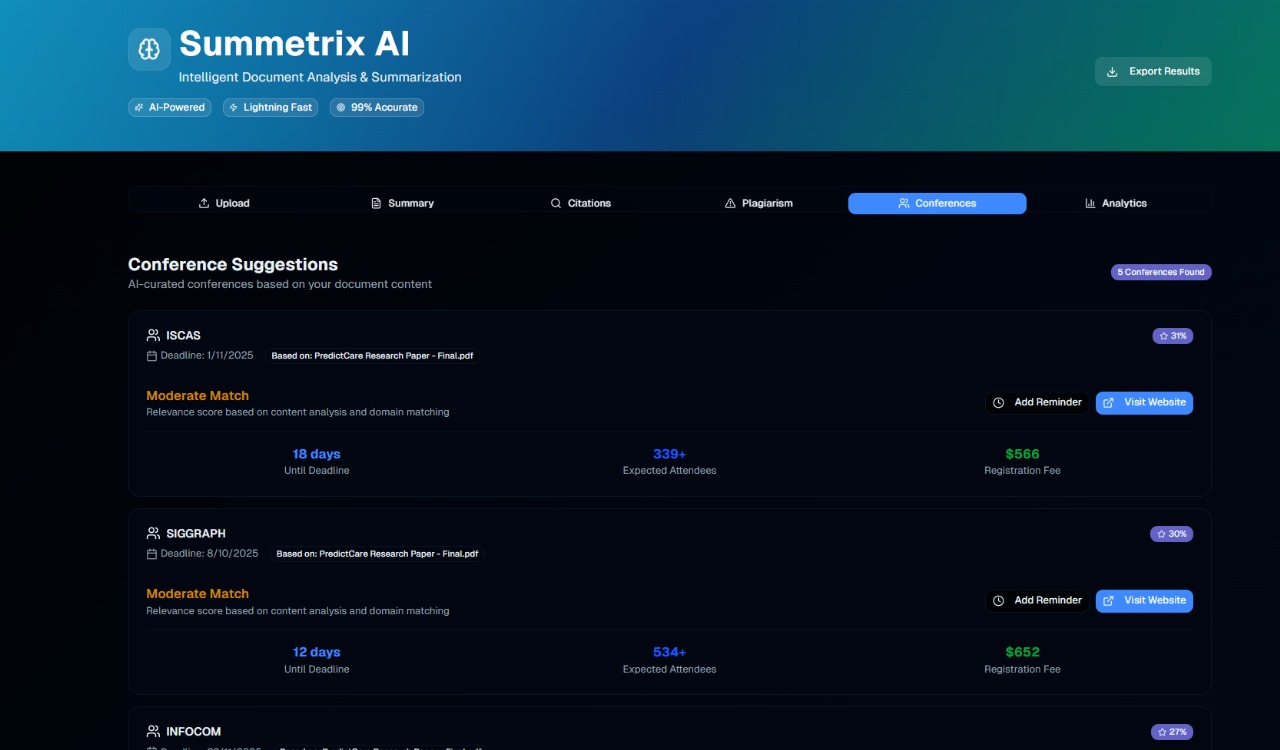 Summetrix AI
Intelligent Document Analysis & Summarization
AI-Powered Lightning Fast 99% Accurate
Export Results
Upload Summary Citations Plagiarism Conferences Analytics
Conference Suggestions
AI-curated conferences based on your document content
5 Conferences Found
ISCAS
31%
Deadline: 1/11/2025 Based on: PredictCare Research Paper - Final.pdf
Moderate Match
Relevance score based on content analysis and domain matching
Add Reminder Visit Website
18 days 339+ $566
Until Deadline Expected Attendees Registration Fee
SIGGRAPH
30%
Deadline: 8/10/2025 Based on: PredictCare Research Paper - Final.pdf
Moderate Match
Relevance score based on content analysis and domain matching
Add Reminder Visit Website
12 days 534+ $652
Until Deadline Expected Attendees Registration Fee
INFOCOM
27%